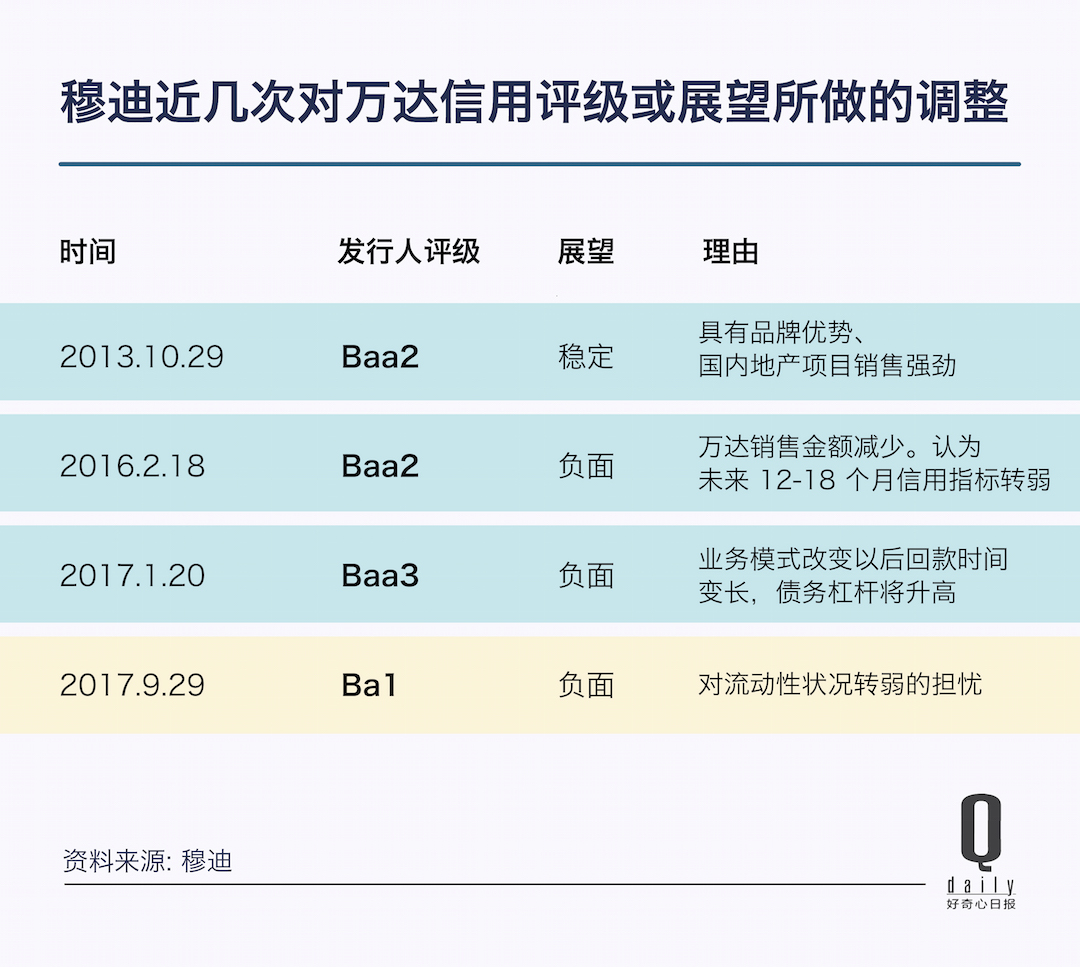 穆迪近几次对万达信用评级或展望所做的调整
时间 发行人评级 展望 理由
2013.10.29 Baa2 稳定 具有品牌优势、
国内地产项目销售强劲
2016.2.18 Baa2 负面 万达销售金额减少。认为
未来 12-18 个月信用指标转弱
2017.1.20 Baa3 负面 业务模式改变以后回款时间
变长，债务杠杆将升高
2017.9.29 Ba1 负面 对流动性状况转弱的担忧
资料来源: 穆迪
Q
daily
好奇心日报